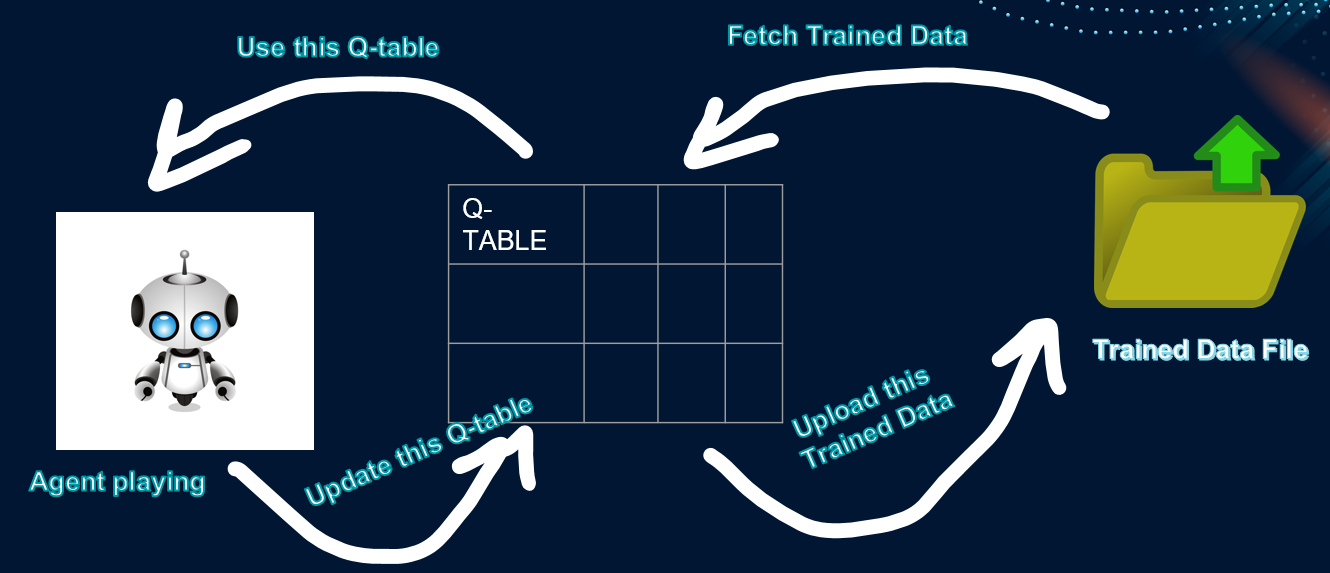 Use this Q-table
Fetch Trained Data
Q-
TABLE
Trained Data File
Upload this
Trained Data
Update this Q-table
Agent playing